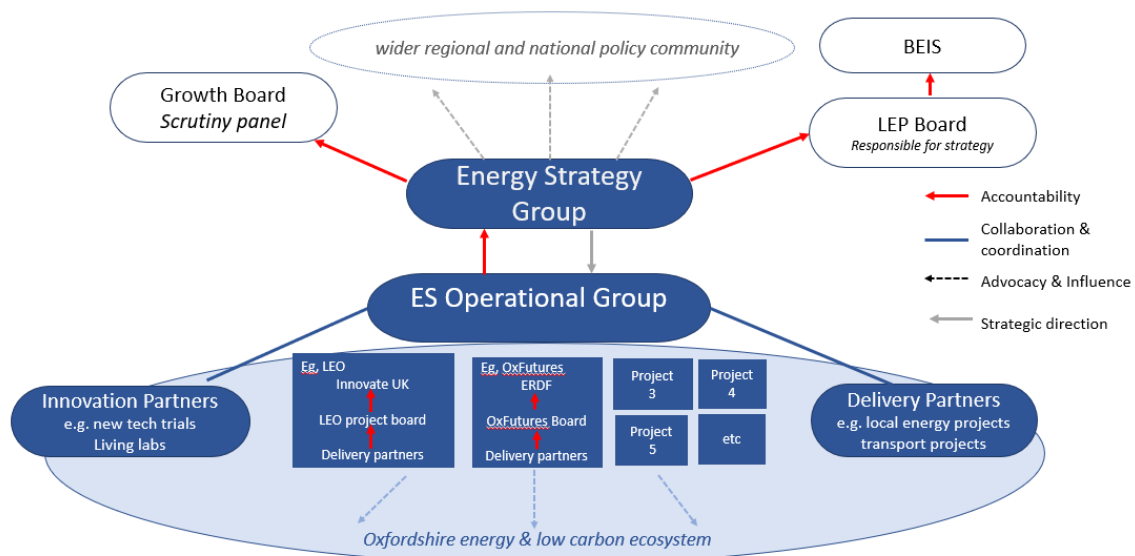 wider regional and national policy community
BEIS
Growth Board
Scrutiny panel
LEP Board
Responsible for strategy
Energy Strategy
Group
Accountability
Collaboration &
coordination
Advocacy & Influence
Strategic direction
ES Operational Group
Innovation Partners
e.g. new tech trials
Living labs
Eg, LEO
Innovate UK
LEO project board
Delivery partners
Eg, OxFutures
ERDF
OxFutures Board
Delivery partners
Project
3
Project
4
Project
5
etc
Delivery Partners
e.g. local energy projects
transport projects
Oxfordshire energy & low carbon ecosystem